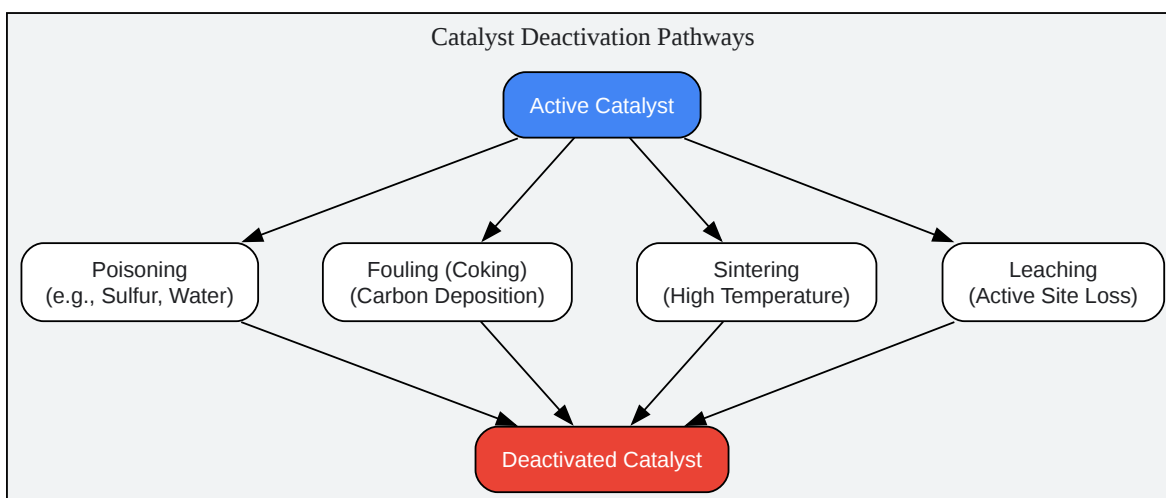 Catalyst Deactivation Pathways
Active Catalyst
Poisoning
(e.g., Sulfur, Water)
Fouling (Coking)
(Carbon Deposition)
Sintering
(High Temperature)
Leaching
(Active Site Loss)
Deactivated Catalyst